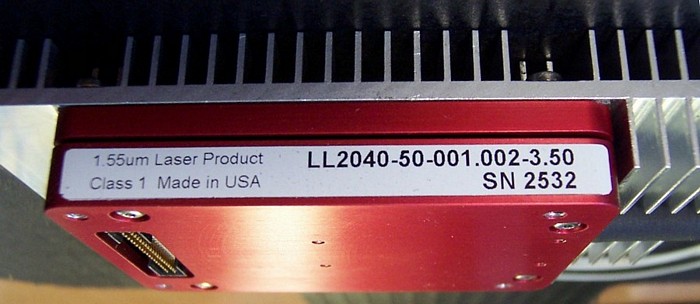 1.55um Laser Product
Class 1 Made in USA
LL2040-50-001.002-3.50
SN 2532